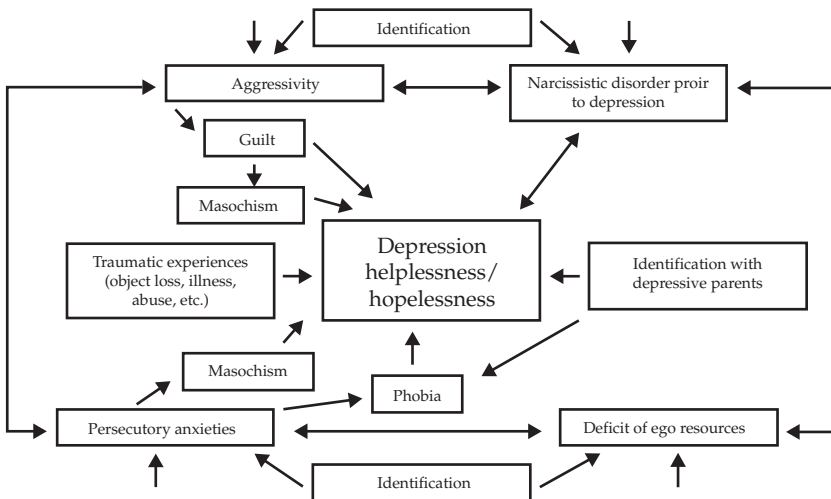 Identification
Aggressivity
Narcissistic disorder proir
to depression
Guilt
Masochism
Depression
helplessness/
hopelessness
Traumatic experiences
(object loss, illness,
abuse, etc.)
Identification with
depressive parents
Masochism
Phobia
Persecutory anxieties
Deficit of ego resources
Identification